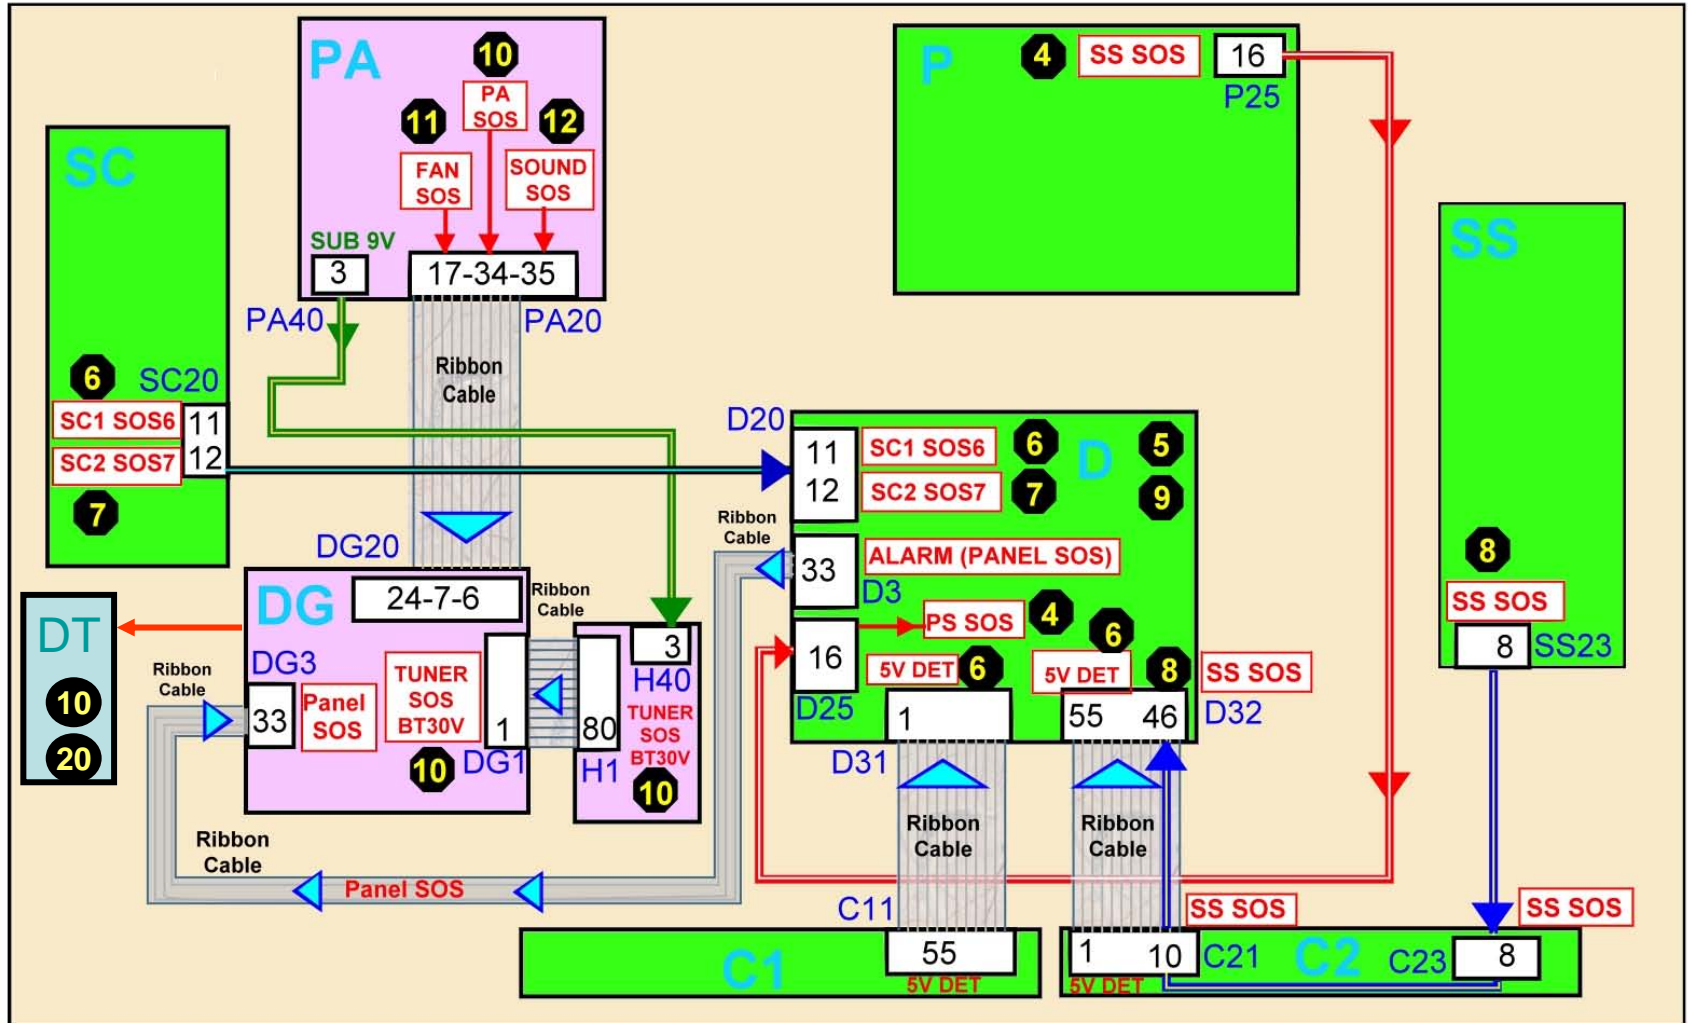 PA
10
PA
SOS
11
12
FAN
SOS
SOUND
SOS
SUB 9V
3
17-34-35
PA40
PA20
P
4
SS SOS
16
P25
SC
6
SC20
SC1 SOS6
11
SC2 SOS7
12
7
Ribbon
Cable
SS
8
SS SOS
8
SS23
D20
11
SC1 SOS6
6
D
5
12
SC2 SOS7
7
9
Ribbon
Cable
33
ALARM (PANEL SOS)
D3
16
PS SOS
4
6
5V DET
6
5V DET
8
SS SOS
D25
1
55
46
D32
D31
DG20
DG
24-7-6
Ribbon
Cable
DT
10
20
DG3
Ribbon
Cable
33
Panel
SOS
TUNER
SOS
BT30V
10
1
DG1
3
H40
80
H1
TUNER
SOS
BT30V
10
Ribbon
Cable
Panel SOS
Ribbon
Cable
Ribbon
Cable
C11
55
C1
5V DET
SS SOS
1
10
C21
5V DET
C2
C23
8
SS SOS